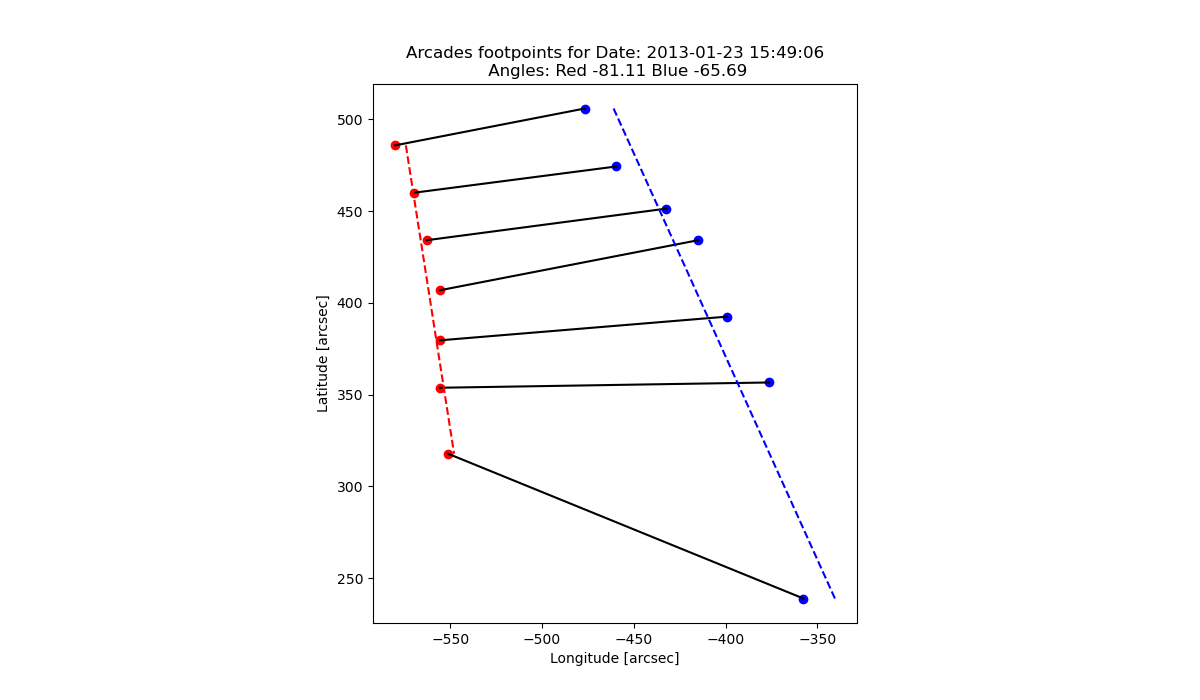 Arcades footpoints for Date: 2013-01-23 15:49:06
Angles: Red -81.11 Blue -65.69
500
450
400
350
300
250
Latitude [arcsec]
−550
−500
−450
−400
−350
Longitude [arcsec]